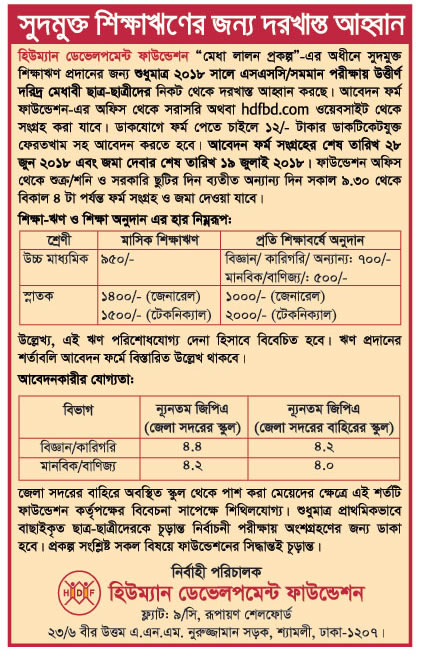 সুদমুক্ত শিক্ষাঋণের জন্য দরখাস্ত আহ্বান
হিউম্যান ডেভেলপমেন্ট ফাউন্ডেশন “মেধা লালন প্রকল্প”-এর অধীনে সুদমুক্ত
শিক্ষাঋণ প্রদানের জন্য শুধুমাত্র ২০১৮ সালে এসএসসি/সমমান পরীক্ষায় উত্তীর্ণ
দরিদ্র মেধাবী ছাত্র-ছাত্রীদের নিকট থেকে দরখাস্ত আহ্বান করছে। আবেদন ফর্ম
ফাউন্ডেশন-এর অফিস থেকে সরাসরি অথবা hdfbd.com ওয়েবসাইট থেকে
সংগ্রহ করা যাবে। ডাকযোগে ফর্ম পেতে চাইলে ১২/- টাকার ডাকটিকেটযুক্ত
ফেরতখাম সহ আবেদন করতে হবে। আবেদন ফর্ম সংগ্রহের শেষ তারিখ ২৮
জুন ২০১৮ এবং জমা দেবার শেষ তারিখ ১৯ জুলাই ২০১৮। ফাউন্ডেশন অফিস
থেকে শুক্র/শনি ও সরকারি ছুটির দিন ব্যতীত অন্যান্য দিন সকাল ৯.৩০ থেকে
বিকাল ৪ টা পর্যন্ত ফর্ম সংগ্রহ ও জমা দেওয়া যাবে।
শিক্ষা-ঋণ ও শিক্ষা অনুদান এর হার নিম্নরূপ:
শ্রেণী মাসিক শিক্ষাঋণ প্রতি শিক্ষাবর্ষে অনুদান
উচ্চ মাধ্যমিক ৯৫০/- বিজ্ঞান/ কারিগরি/ অন্যান্য: ৭০০/-
মানবিক/বাণিজ্য/: ৫০০/-
স্নাতক ১৪০০/- (জেনারেল) ১০০০/- (জেনারেল)
১৫০০/- (টেকনিক্যাল) ২০০০/- (টেকনিক্যাল)
উল্লেখ্য, এই ঋণ পরিশোধযোগ্য দেনা হিসাবে বিবেচিত হবে। ঋণ প্রদানের
শর্তাবলি আবেদন ফর্মে বিস্তারিত উল্লেখ থাকবে।
আবেদনকারীর যোগ্যতা:
বিভাগ ন্যূনতম জিপিএ ন্যূনতম জিপিএ
(জেলা সদরের স্কুল) (জেলা সদরের বাহিরের স্কুল)
বিজ্ঞান/কারিগরি ৪.৪ ৪.২
মানবিক/বাণিজ্য ৪.২ ৪.০
জেলা সদরের বাহিরে অবস্থিত স্কুল থেকে পাশ করা মেয়েদের ক্ষেত্রে এই শর্তটি
ফাউন্ডেশন কর্তৃপক্ষের বিবেচনা সাপেক্ষে শিথিলযোগ্য। শুধুমাত্র প্রাথমিকভাবে
বাছাইকৃত ছাত্র-ছাত্রীদেরকে চূড়ান্ত নির্বাচনী পরীক্ষায় অংশগ্রহণের জন্য ডাকা
হবে। প্রকল্প সংশ্লিষ্ট সকল বিষয়ে ফাউন্ডেশনের সিদ্ধান্তই চূড়ান্ত।
নির্বাহী পরিচালক
HDF হিউম্যান ডেভেলপমেন্ট ফাউন্ডেশন
ফ্ল্যাট: ৯/সি, রূপায়ণ শেলফোর্ড
২৩/৬ বীর উত্তম এ.এন.এম. নুরুজ্জামান সড়ক, শ্যামলী, ঢাকা-১২০৭।